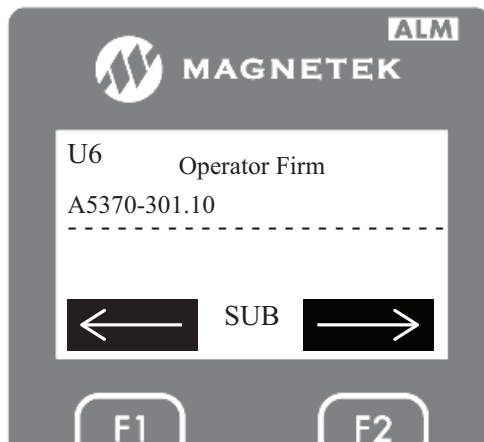 ALM
MAGNETEK
U6 Operator Firm
A5370-301.10
SUB
F1 F2